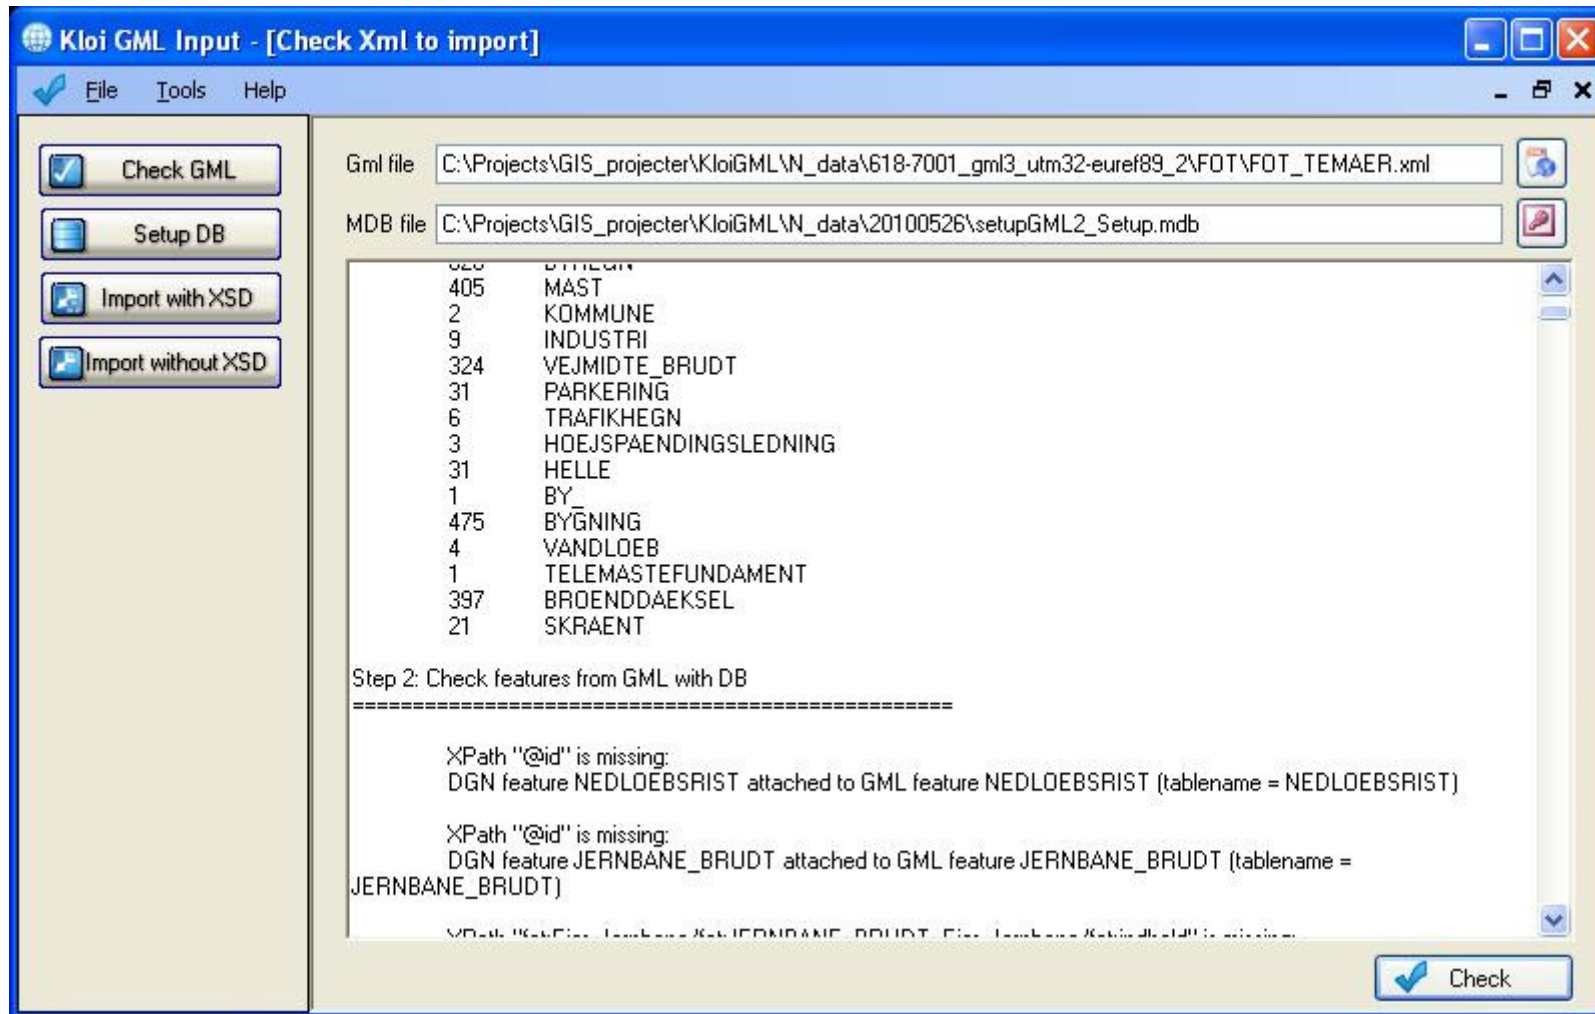 Kloi GML Input - [Check Xml to import]
File Tools Help
Check GML
Setup DB
Import with XSD
Import without XSD
Gml file C:\Projects\GIS_projecter\KloiGML\N_data\618-7001_gml3_utm32-euref89_2\FOT\FOT_TEMAER.xml
MDB file C:\Projects\GIS_projecter\KloiGML\N_data\20100526\setupGML2_Setup.mdb
405 MAST
2 KOMMUNE
9 INDUSTRI
324 VEJMIDTE_BRUDT
31 PARKERING
6 TRAFIKHEGN
3 HOEJSPAENDINGSLEDNING
31 HELLE
1 BY_
475 BYGNING
4 VANDLOEB
1 TELEMASTEFUNDAMENT
397 BROENDDAEKSEL
21 SKRAENT
Step 2: Check features from GML with DB
==================================================
XPath "@id" is missing:
DGN feature NEDLOEBSRIST attached to GML feature NEDLOEBSRIST (tablename = NEDLOEBSRIST)
XPath "@id" is missing:
DGN feature JERNBANE_BRUDT attached to GML feature JERNBANE_BRUDT (tablename =
JERNBANE_BRUDT)
Check